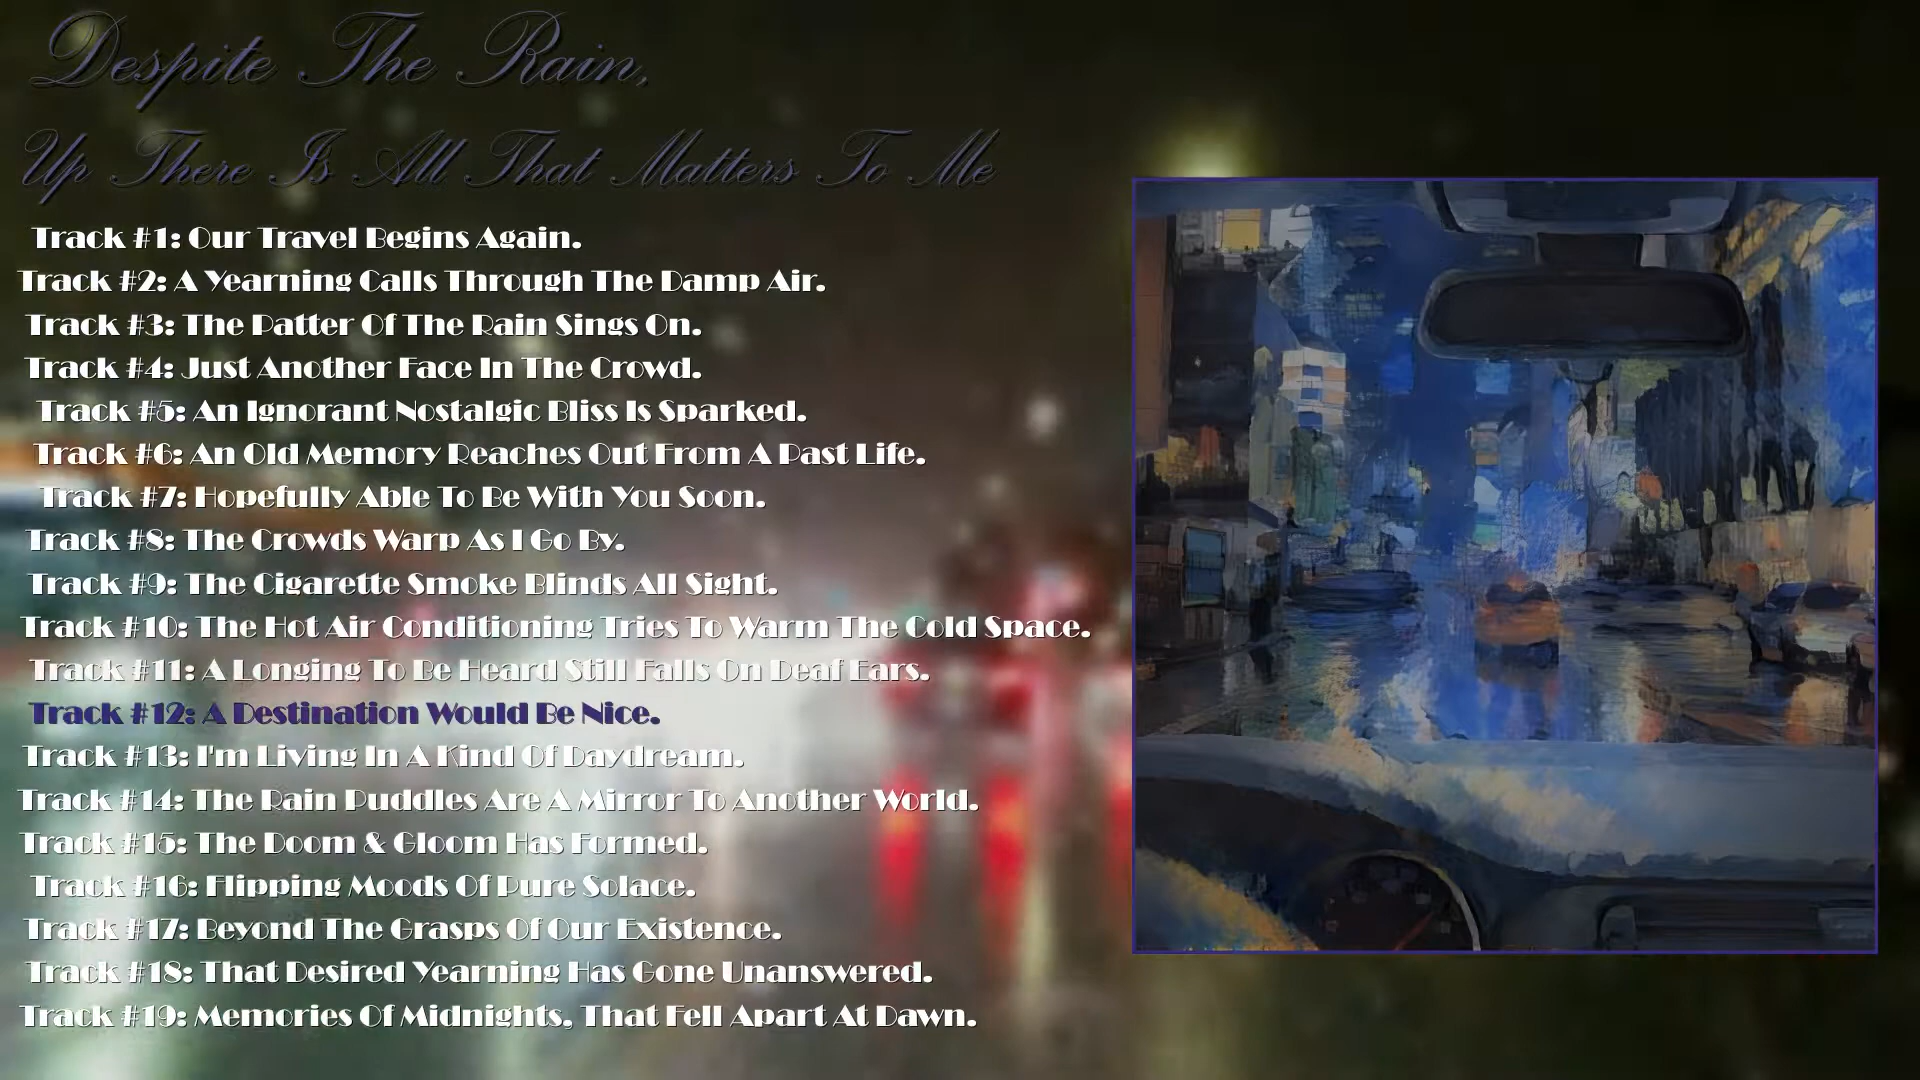 Despite The Rain,
Up There Is All That Matters To Me
Track #1: Our Travel Begins Again.
Track #2: A Yearning Calls Through The Damp Air.
Track #3: The Patter Of The Rain Sings On.
Track #4: Just Another Face In The Crowd.
Track #5: An Ignorant Nostalgic Bliss Is Sparked.
Track #6: An Old Memory Reaches Out From A Past Life.
Track #7: Hopefully Able To Be With You Soon.
Track #8: The Crowds Warp As I Go By.
Track #9: The Cigarette Smoke Blinds All Sight.
Track #10: The Hot Air Conditioning Tries To Warm The Cold Space.
Track #11: A Longing To Be Heard Still Falls On Deaf Ears.
Track #12: A Destination Would Be Nice.
Track #13: I'm Living In A Kind Of Daydream.
Track #14: The Rain Puddles Are A Mirror To Another World.
Track #15: The Doom & Gloom Has Formed.
Track #16: Flipping Moods Of Pure Solace.
Track #17: Beyond The Grasps Of Our Existence.
Track #18: That Desired Yearning Has Gone Unanswered.
Track #19: Memories Of Midnights, That Fell Apart At Dawn.